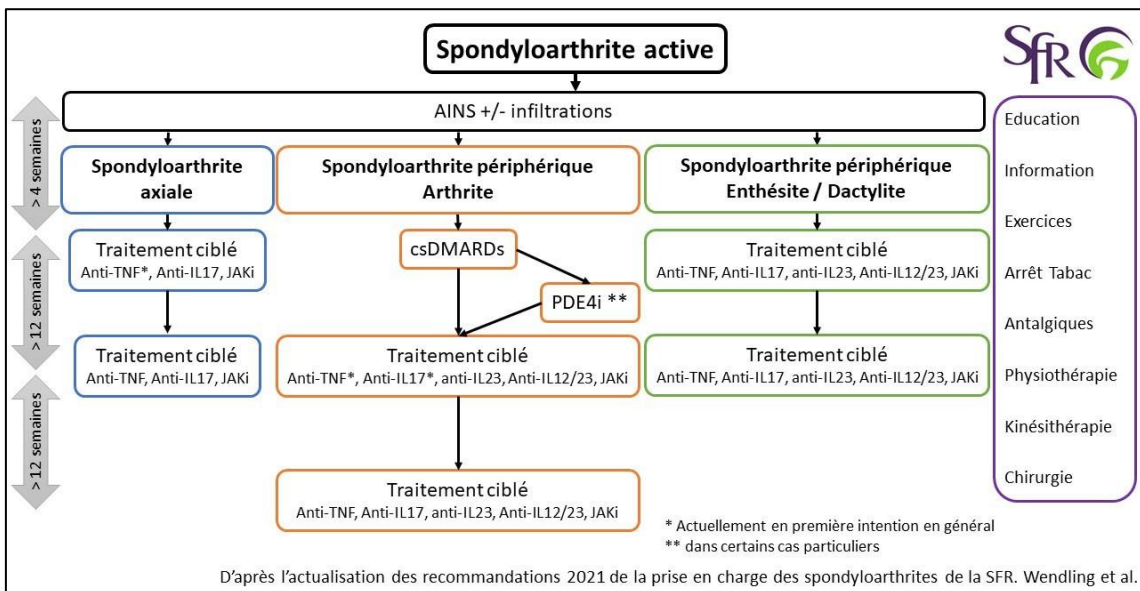 Spondyloarthrite active
SfR
AINS +/- infiltrations
> 4 semaines
Spondyloarthrite
axiale
Spondyloarthrite périphérique
Arthrite
Spondyloarthrite périphérique
Enthésite / Dactylite
> 12 semaines
Traitement ciblé
Anti-TNF*, Anti-IL17, JAKi
csDMARDs
PDE4i **
Traitement ciblé
Anti-TNF, Anti-IL17, anti-IL23, Anti-IL12/23, JAKi
Traitement ciblé
Anti-TNF, Anti-IL17, JAKi
Traitement ciblé
Anti-TNF*, Anti-IL17*, anti-IL23, Anti-IL12/23, JAKi
Traitement ciblé
Anti-TNF, Anti-IL17, anti-IL23, Anti-IL12/23, JAKi
> 12 semaines
Traitement ciblé
Anti-TNF, Anti-IL17, anti-IL23, Anti-IL12/23, JAKi
Education
Information
Exercices
Arrêt Tabac
Antalgiques
Physiothérapie
Kinésithérapie
Chirurgie
* Actuellement en première intention en général
** dans certains cas particuliers
D'après l'actualisation des recommandations 2021 de la prise en charge des spondyloarthrites de la SFR. Wendling et al.